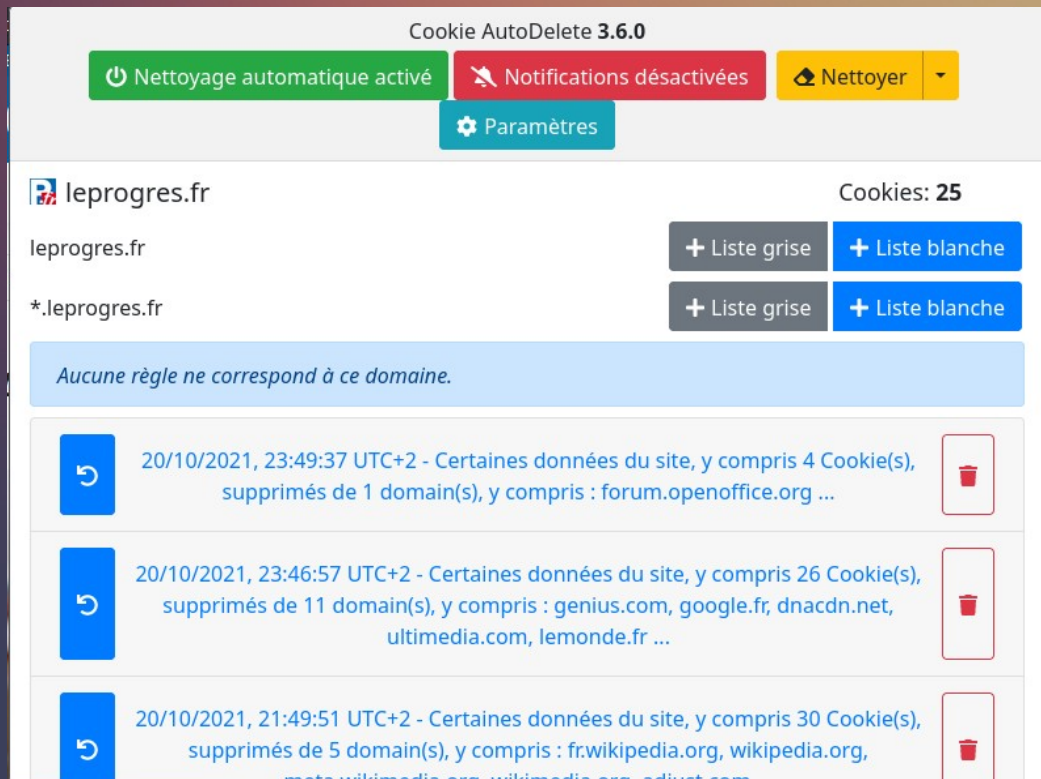 Cookie AutoDelete 3.6.0
Nettoyage automatique activé
Notifications désactivées
Nettoyer
Paramètres
leprogres.fr
Cookies: 25
leprogres.fr
+ Liste grise
+ Liste blanche
*.leprogres.fr
+ Liste grise
+ Liste blanche
Aucune règle ne correspond à ce domaine.
20/10/2021, 23:49:37 UTC+2 - Certaines données du site, y compris 4 Cookie(s),
supprimés de 1 domain(s), y compris : forum.openoffice.org ...
20/10/2021, 23:46:57 UTC+2 - Certaines données du site, y compris 26 Cookie(s),
supprimés de 11 domain(s), y compris : genius.com, google.fr, dnacdn.net,
ultimedia.com, lemonde.fr ...
20/10/2021, 21:49:51 UTC+2 - Certaines données du site, y compris 30 Cookie(s),
supprimés de 5 domain(s), y compris : fr.wikipedia.org, wikipedia.org,